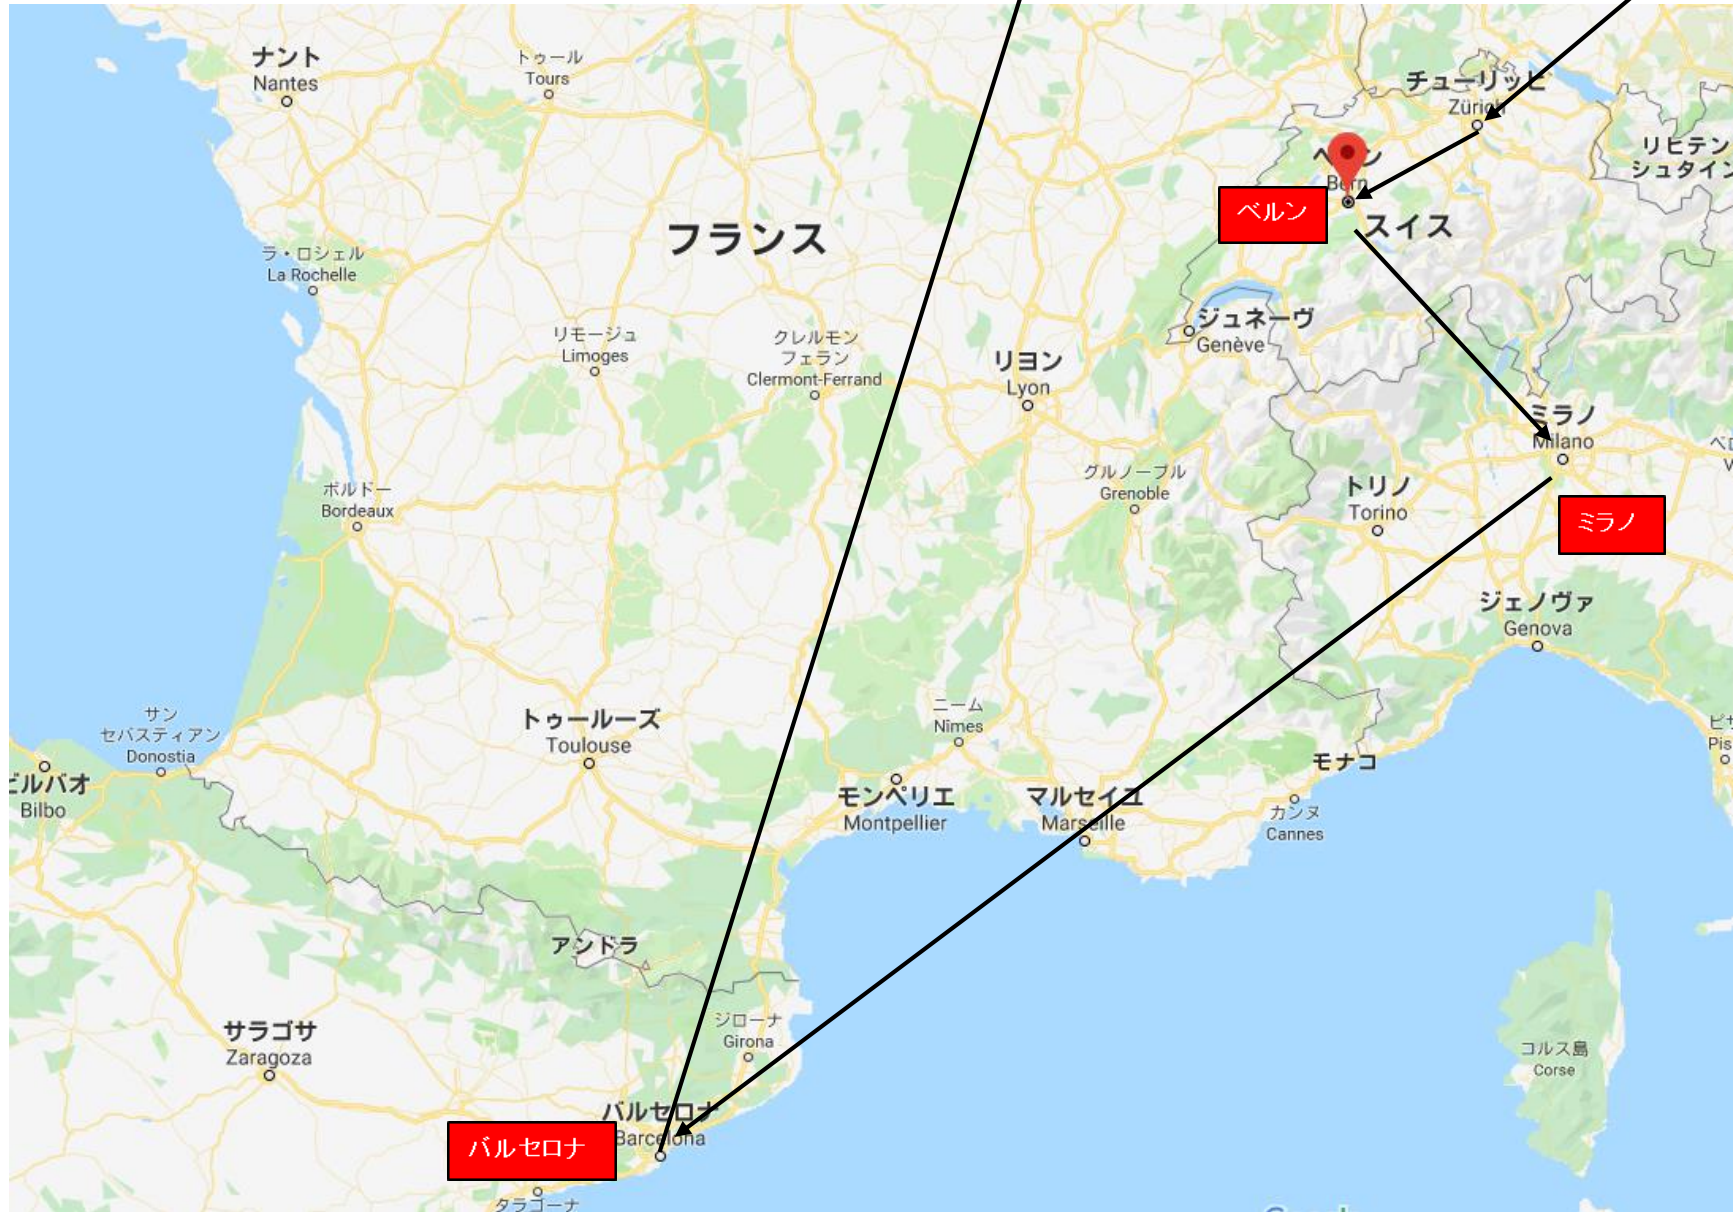 ナント
Nantes
トゥール
Tours
チューリッヒ
Zürich
リヒテン
シュタイン
Bern
ベルン
スイス
フランス
ラ・ロシェル
La Rochelle
リモージュ
Limoges
クレルモン
フェラン
Clermont-Ferrand
リヨン
Lyon
ジュネーヴ
Genève
ミラノ
Milano
ミラノ
ボルドー
Bordeaux
グルノーブル
Grenoble
トリノ
Torino
ジェノヴァ
Genova
サン
セバスティアン
Donostia
ビルバオ
Bilbo
トゥールーズ
Toulouse
ニーム
Nîmes
モンペリエ
Montpellier
マルセイユ
Marseille
モナコ
カンヌ
Cannes
Pis
アンドラ
サラゴサ
Zaragoza
ジローナ
Girona
コルス島
Corse
バルセロナ
Barcelona
バルセロナ
タラゴーナ